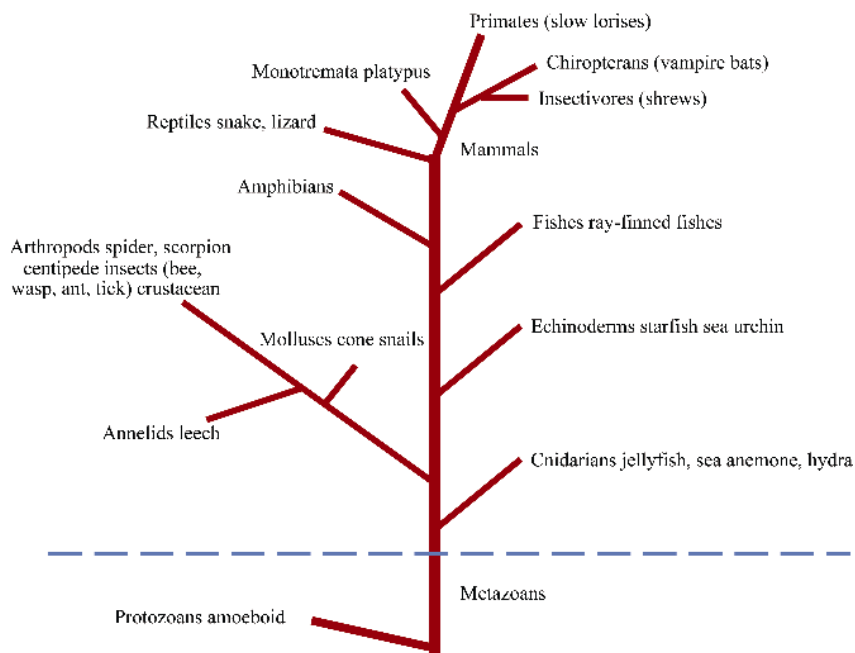 Primates (slow lorises)
Chiropterans (vampire bats)
Monotremata platypus
Insectivores (shrews)
Reptiles snake, lizard
Mammals
Amphibians
Fishes ray-finned fishes
Arthropods spider, scorpion
centipede insects (bee,
wasp, ant, tick) crustacean
Echinoderms starfish sea urchin
Molluses cone snails
Annelids leech
Cnidarians jellyfish, sea anemone, hydra
Metazoans
Protozoans amoeboid